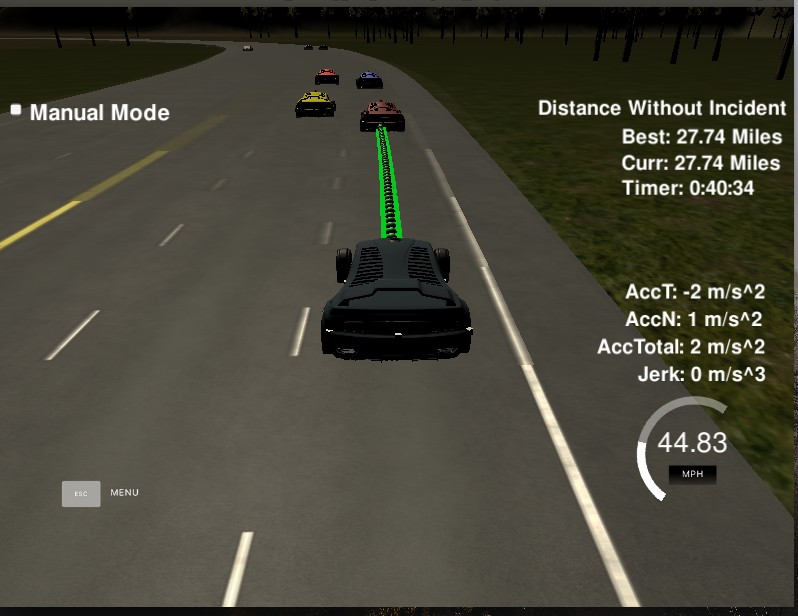 Manual Mode
Distance Without Incident
Best: 27.74 Miles
Curr: 27.74 Miles
Timer: 0:40:34
AccT: -2 m/s^2
AccN: 1 m/s^2
AccTotal: 2 m/s^2
Jerk: 0 m/s^3
44.83
MPH
ESC MENU